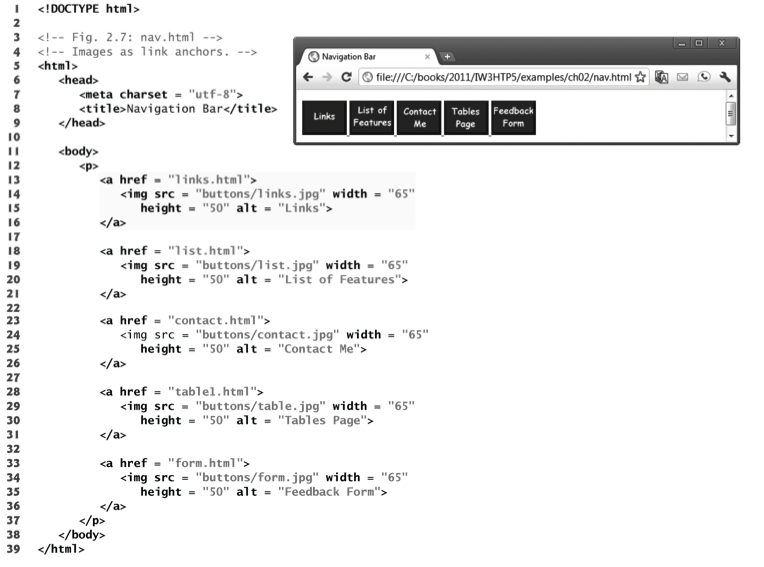 1 <!DOCTYPE html>
2
3 <!-- Fig. 2.7: nav.html -->
4 <!-- Images as link anchors. -->
5 <html>
6 <head>
7 <meta charset = "utf-8">
8 <title>Navigation Bar</title>
9 </head>
10
11 <body>
12 <p>
13 <a href = "links.html">
14 <img src = "buttons/links.jpg" width = "65"
15 height = "50" alt = "Links">
16 </a>
17
18 <a href = "list.html">
19 <img src = "buttons/list.jpg" width = "65"
20 height = "50" alt = "List of Features">
21 </a>
22
23 <a href = "contact.html">
24 <img src = "buttons/contact.jpg" width = "65"
25 height = "50" alt = "Contact Me">
26 </a>
27
28 <a href = "table1.html">
29 <img src = "buttons/table.jpg" width = "65"
30 height = "50" alt = "Tables Page">
31 </a>
32
33 <a href = "form.html">
34 <img src = "buttons/form.jpg" width = "65"
35 height = "50" alt = "Feedback Form">
36 </a>
37 </p>
38 </body>
39 </html>
Navigation Bar
file:///C:/books/2011/IW3HTP5/examples/ch02/nav.html
Links
List of
Features
Contact
Me
Tables
Page
Feedback
Form